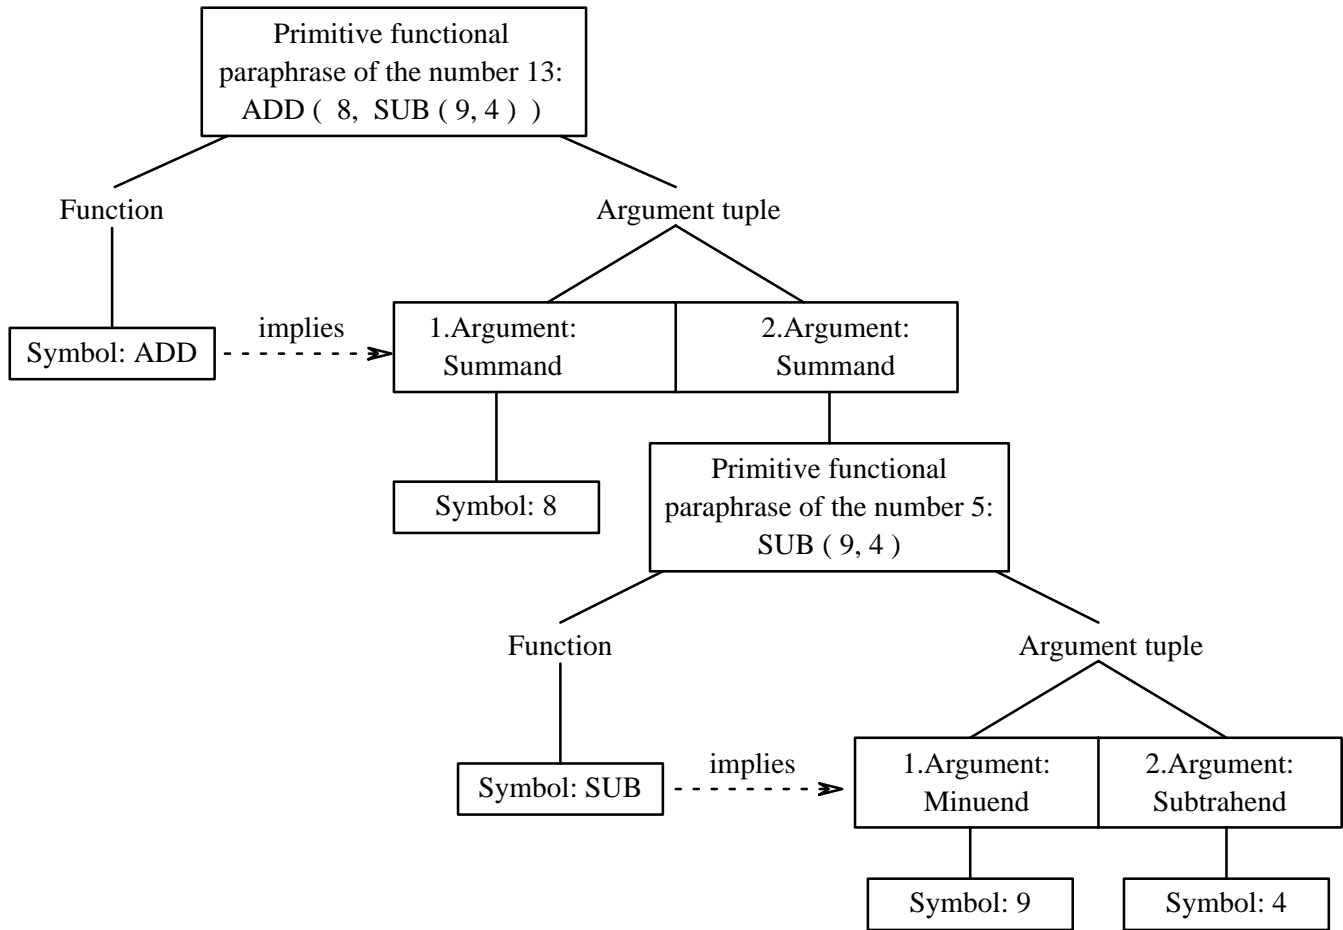 Primitive functional
paraphrase of the number 13:
ADD ( 8, SUB ( 9, 4 ) )
Function
Argument tuple
Symbol: ADD
implies
1.Argument:
Summand
2.Argument:
Summand
Symbol: 8
Primitive functional
paraphrase of the number 5:
SUB ( 9, 4 )
Function
Argument tuple
Symbol: SUB
implies
1.Argument:
Minuend
2.Argument:
Subtrahend
Symbol: 9
Symbol: 4